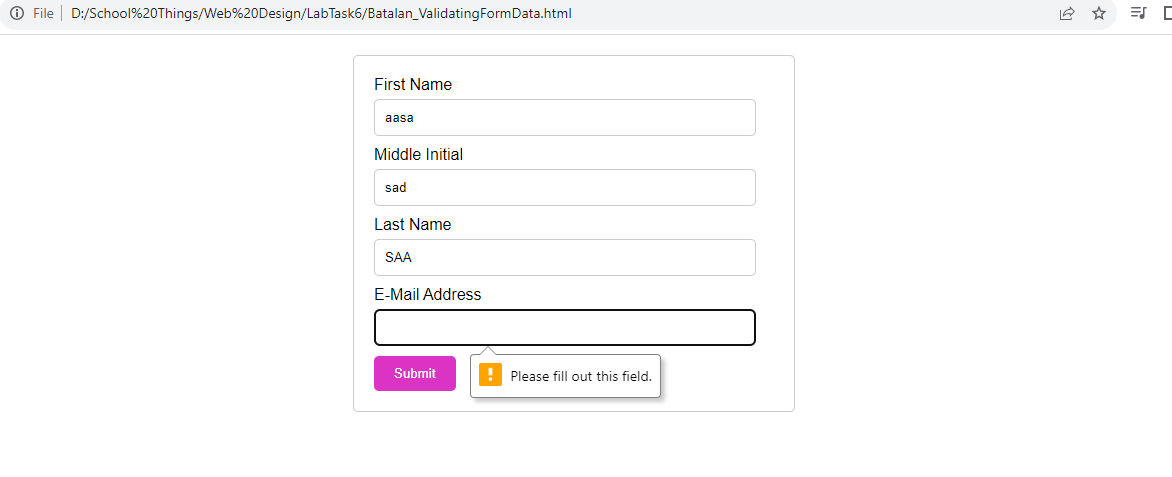 File D:/School%20Things/Web%20Design/LabTask6/Batalan_ValidatingFormData.html
First Name
aasa
Middle Initial
sad
Last Name
SAA
E-Mail Address
Submit
! Please fill out this field.